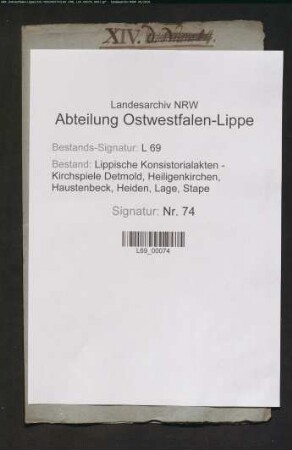 XIV. d.
Landesarchiv NRW
Abteilung Ostwestfalen-Lippe
Bestands-Signatur: L 69
Bestand: Lippische Konsistorialakten -
Kirchspiele Detmold, Heiligenkirchen,
Haustenbeck, Heiden, Lage, Stape
Signatur: Nr. 74
L69_00074